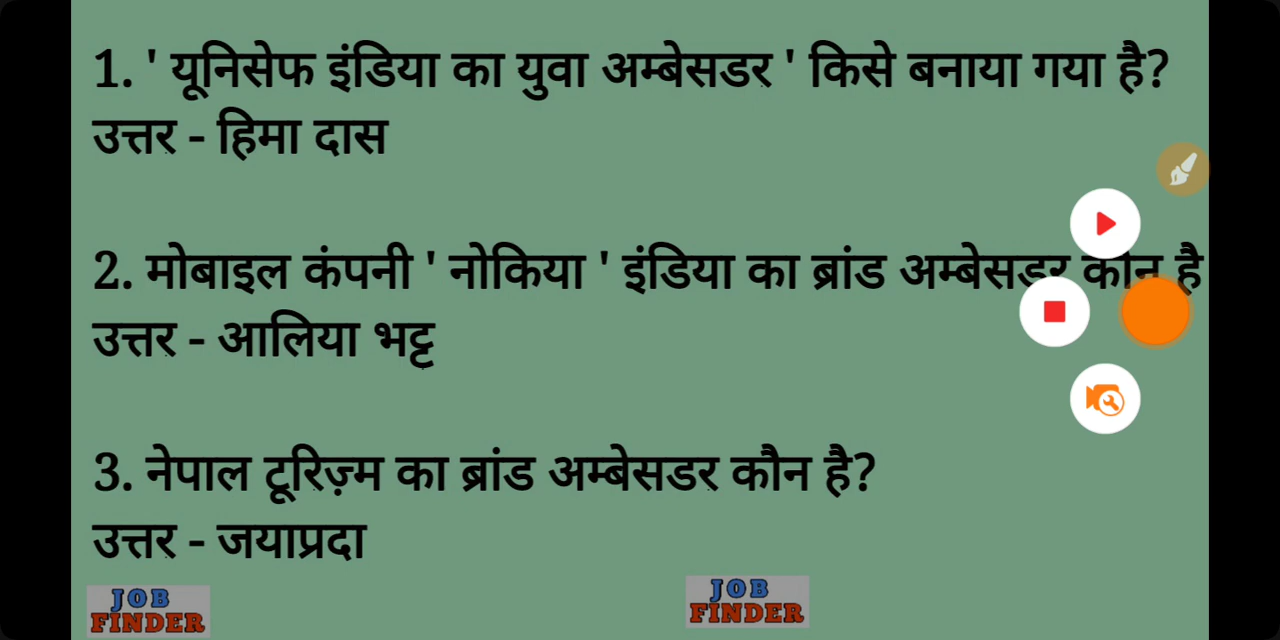 1. ' यूनिसेफ इंडिया का युवा अम्बेसडर ' किसे बनाया गया है?
उत्तर - हिमा दास
2. मोबाइल कंपनी ' नोकिया ' इंडिया का ब्रांड अम्बेसडर कौन है
उत्तर - आलिया भट्ट
3. नेपाल टूरिज़्म का ब्रांड अम्बेसडर कौन है?
उत्तर - जयाप्रदा
JOB
FINDER
JOB
FINDER